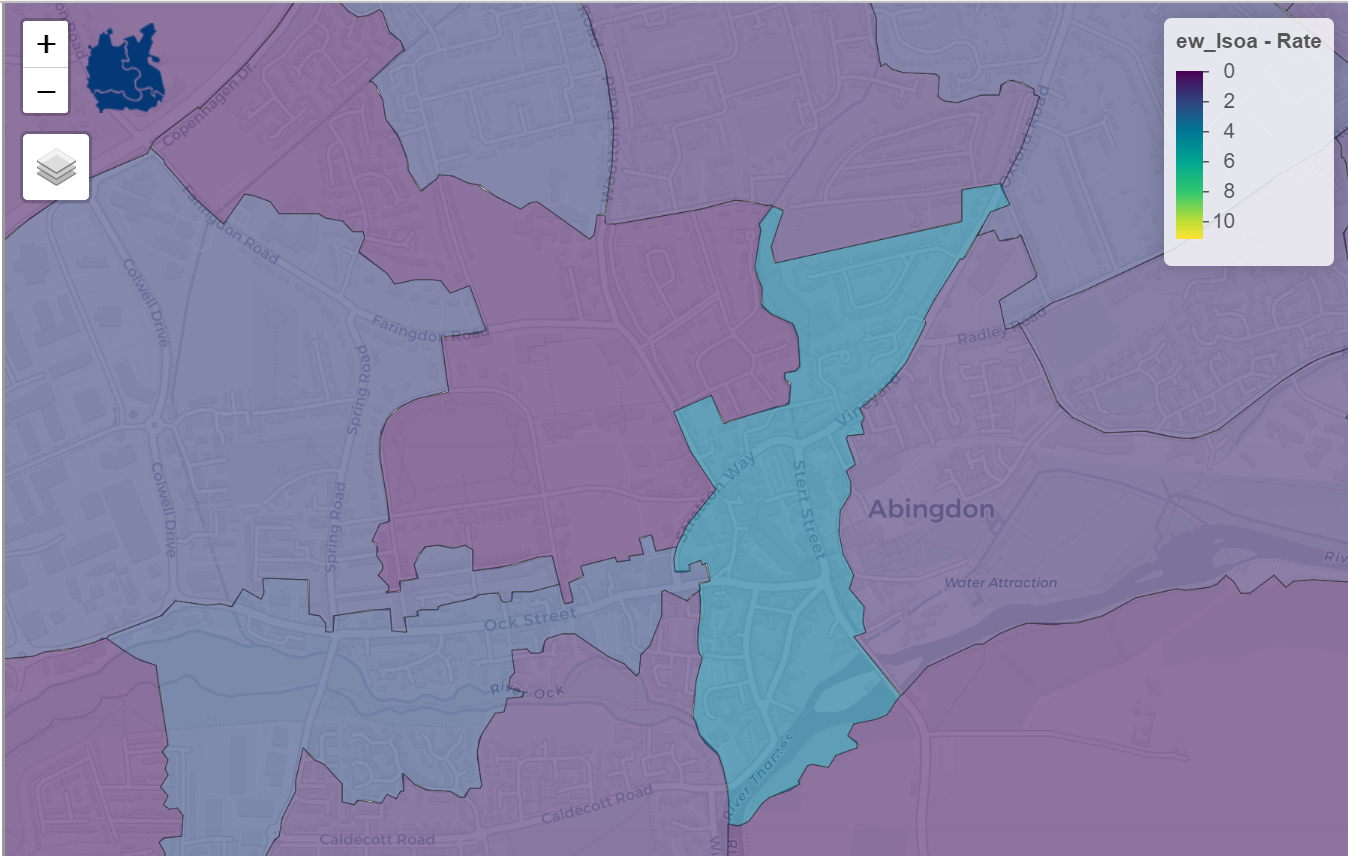 +
−
ew_lsoa - Rate
0
2
4
6
8
10
Copenhagen Dr
Oxford Road
Faringdon Road
Colwell Drive
Faringdon Road
Radley Road
Spring Road
Vineyard
Stratton Way
Stert Street
Colwell Drive
Spring Road
Abingdon
Water Attraction
Ock Street
River Ock
River Thames
Caldecott Road
Caldecott Road